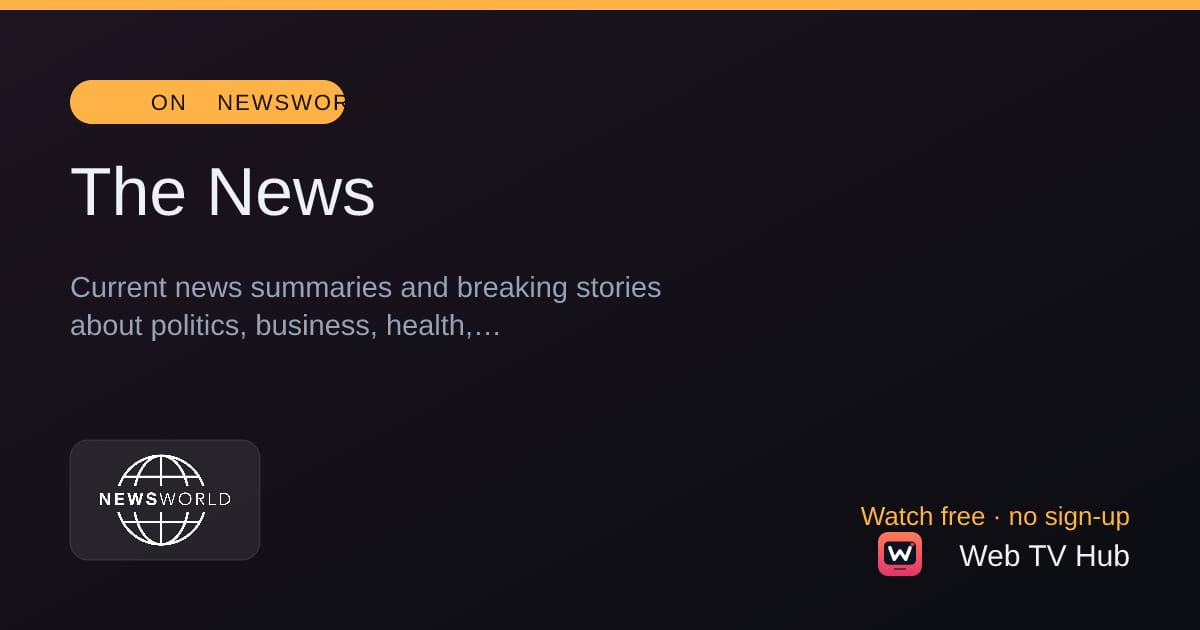 ON NEWSWORLD
The News
Current news summaries and breaking stories
about politics, business, health,…
NEWSWORLD
Watch free · no sign-up
W
Web TV Hub